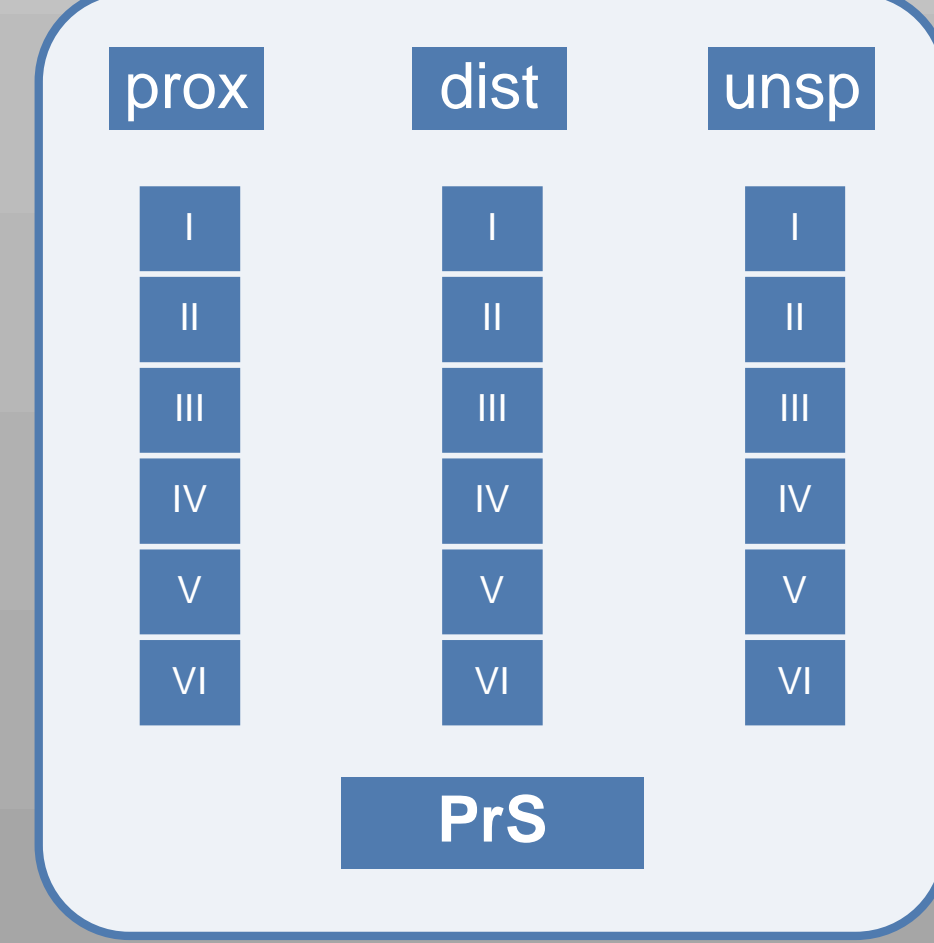 prox dist unsp
I I I
II II II
III III III
IV IV IV
V V V
VI VI VI
PrS